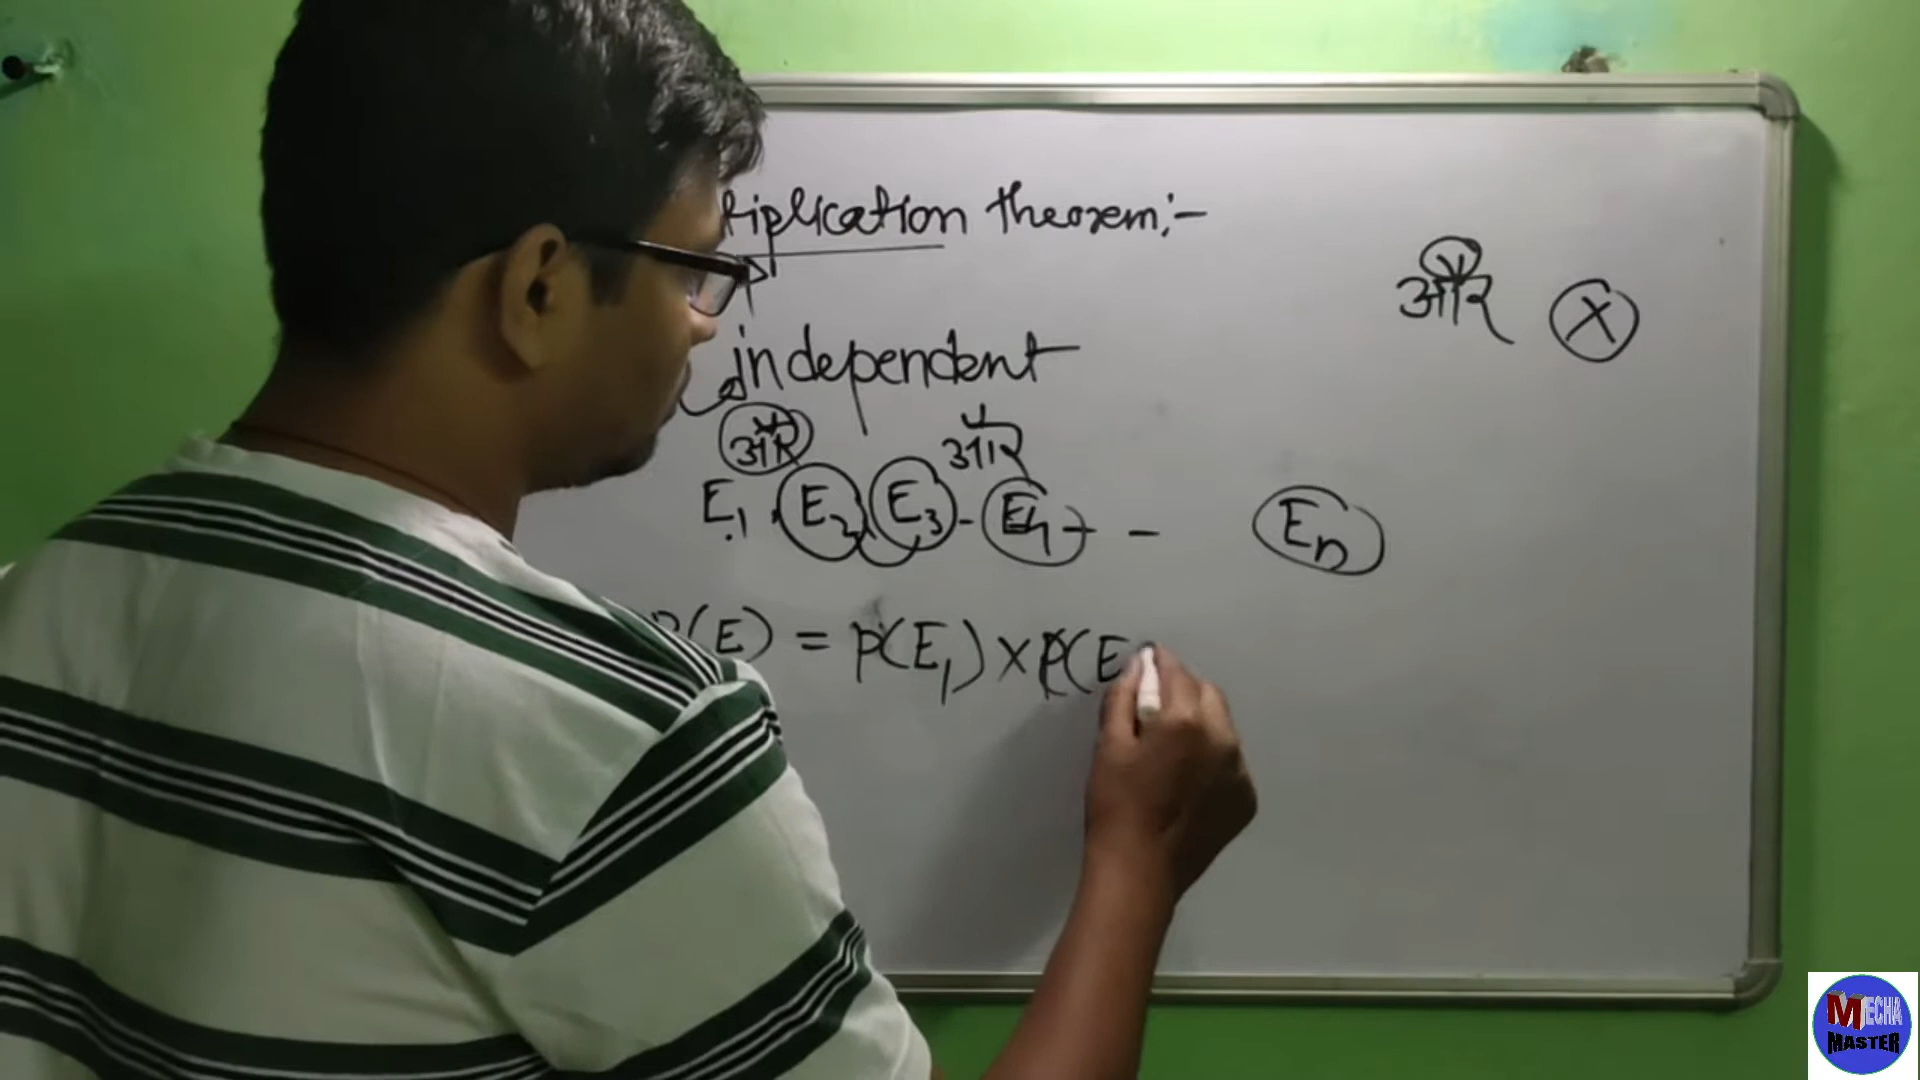 tiplication theorem:-
और X
independent
और और
E1, E2, E3 - E4 - - En
P(E) = P(E1) x P(E
MECHA
MASTER